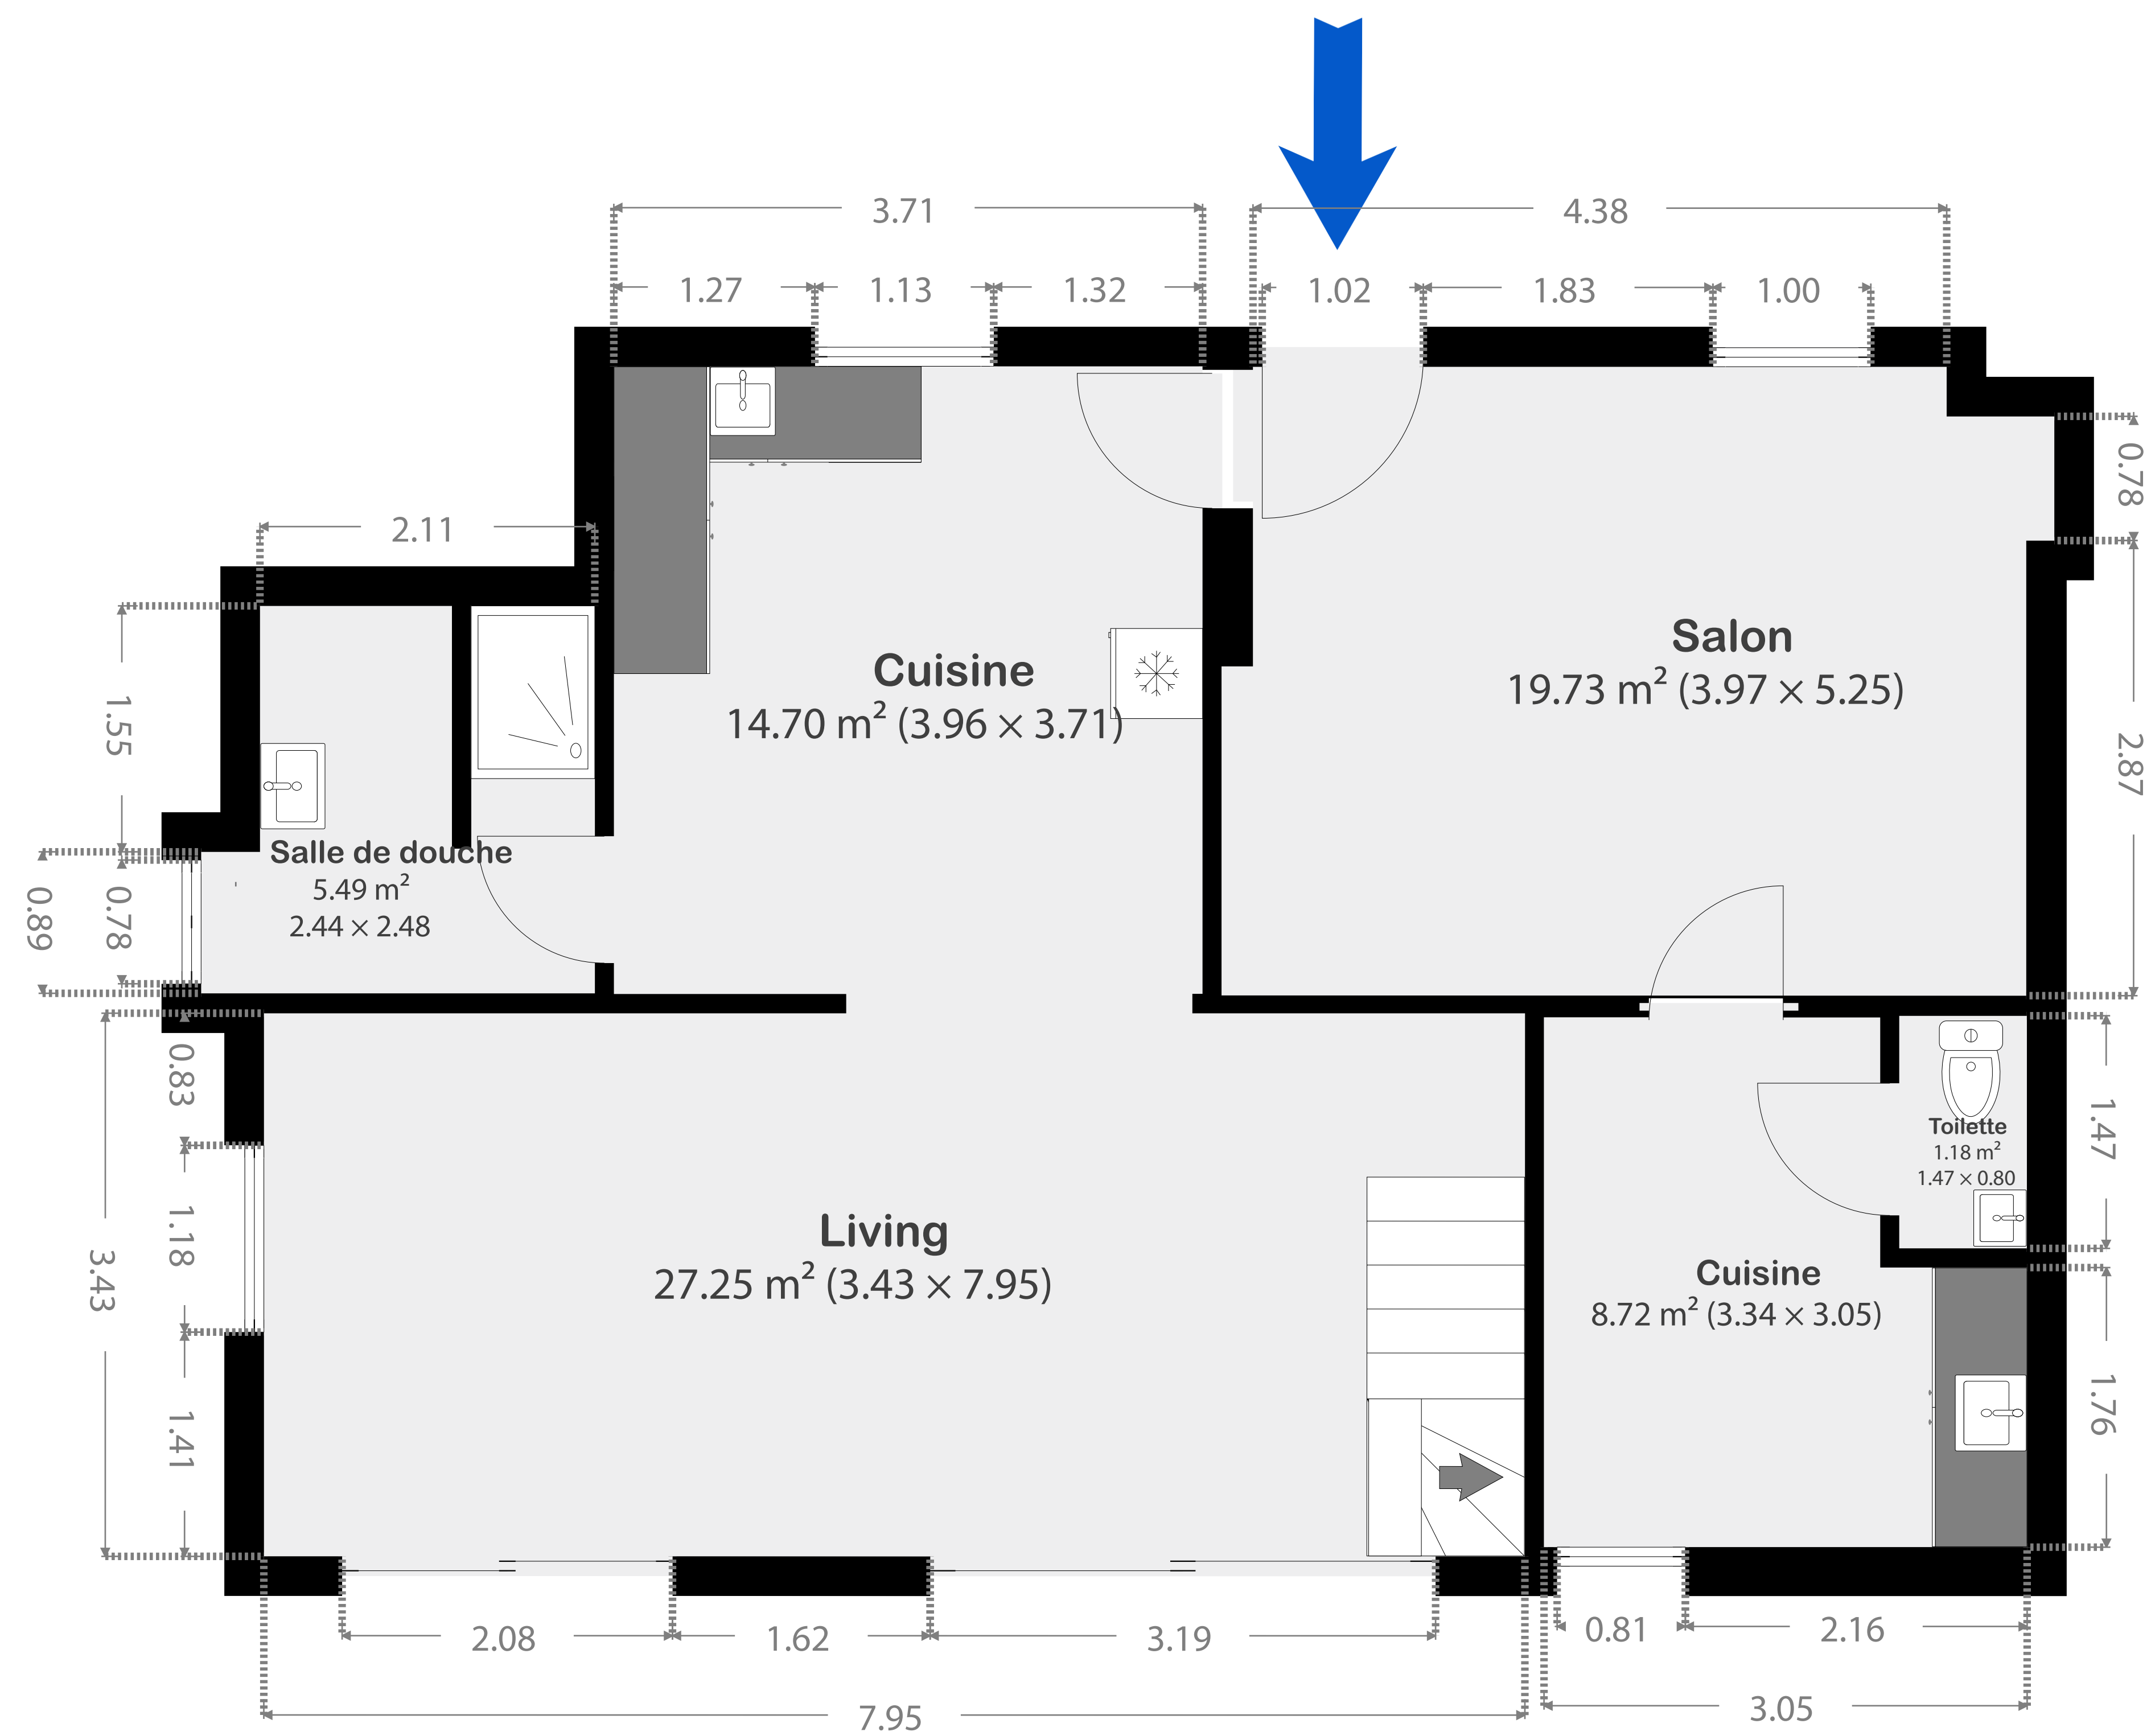 3.71
4.38
1.27
1.13
1.32
1.02
1.83
1.00
0.78
2.11
2.87
1.55
0.78
0.89
Cuisine
14.70 m² (3.96 × 3.71)
Salon
19.73 m² (3.97 × 5.25)
Salle de douche
5.49 m²
2.44 × 2.48
0.83
1.18
1.41
3.43
Living
27.25 m² (3.43 × 7.95)
Toilette
1.18 m²
1.47 × 0.80
1.47
Cuisine
8.72 m² (3.34 × 3.05)
1.76
2.08
1.62
3.19
0.81
2.16
7.95
3.05